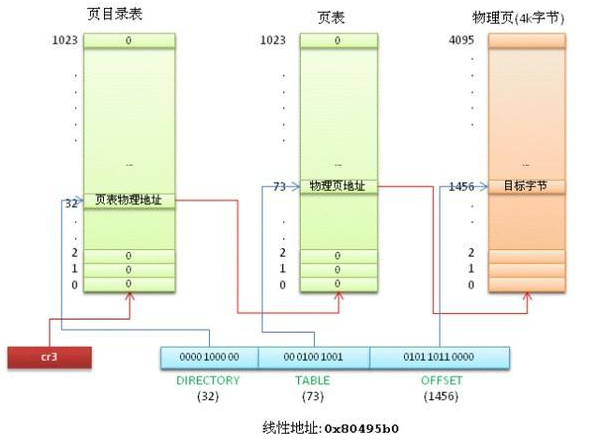 页目录表 页表 物理页(4k字节)
1023 0 1023 0 4095
... 
32 页表物理地址 73 物理页地址 1456 目标字节
2 0 2 0 2
1 0 1 0 1
0 0 0 0 0
cr3 0000 1000 00 00 0100 1001 0101 1011 0000
DIRECTORY TABLE OFFSET
(32) (73) (1456)
线性地址: 0x80495b0